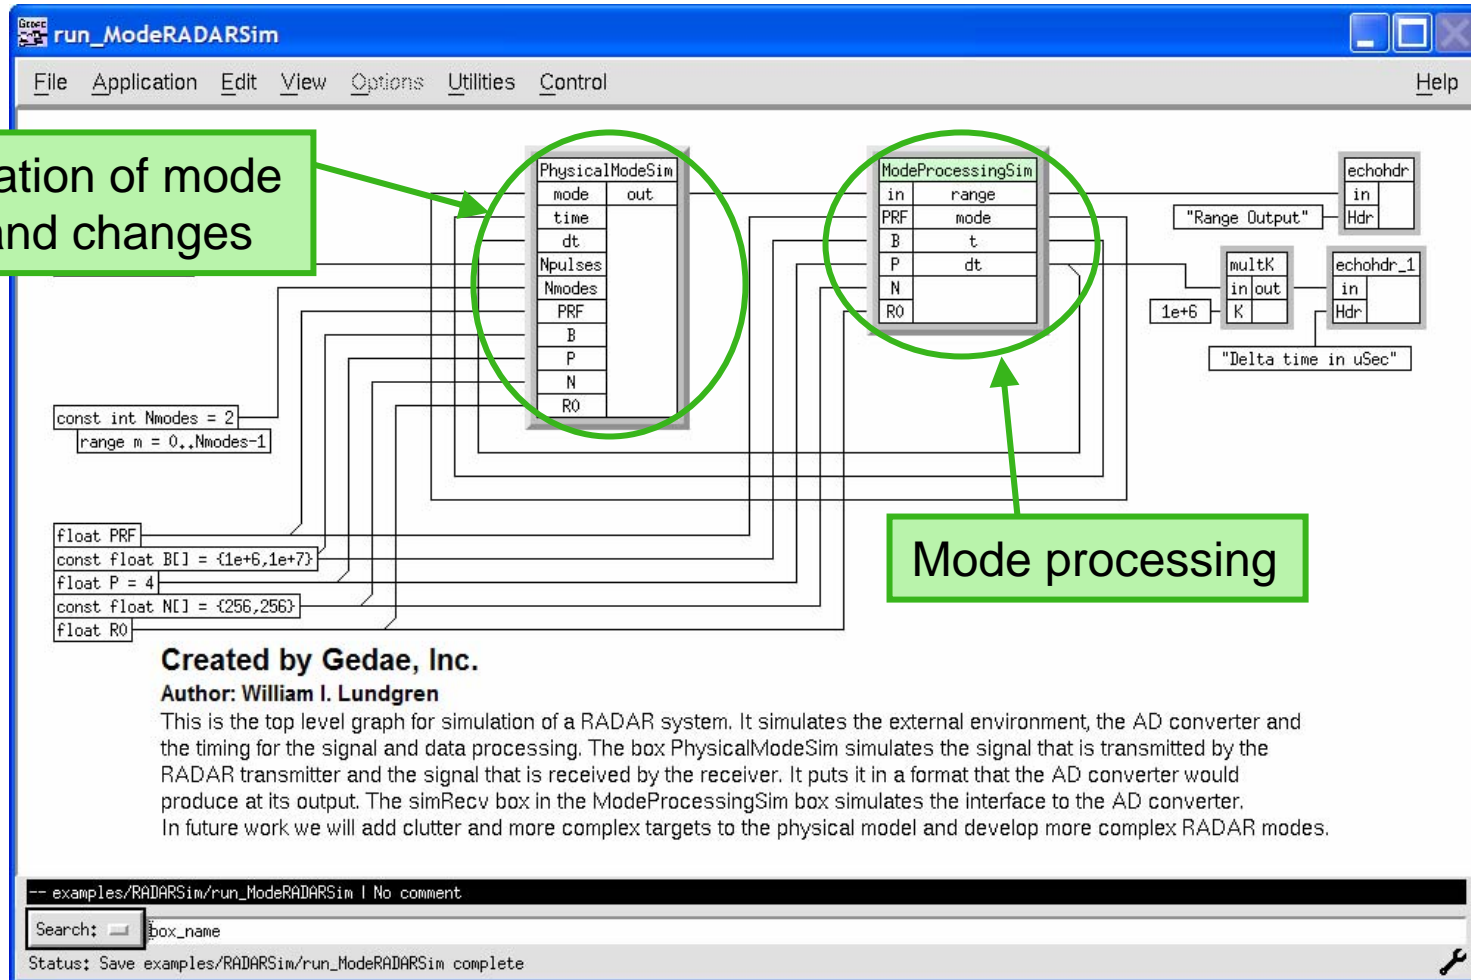 run_ModeRADARSim
File Application Edit View Options Utilities Control Help
ation of mode
and changes
PhysicalModeSim
mode out
time
dt
Npulses
Nmodes
PRF
B
P
N
R0
ModeProcessingSim
in range
PRF mode
B t
P dt
N
R0
echohdr
in
Hdr
"Range Output"
multK
in out
K
1e+6
echohdr_1
in
Hdr
"Delta time in uSec"
const int Nmodes = 2
range m = 0..Nmodes-1
float PRF
const float B[] = {1e+6,1e+7}
float P = 4
const float N[] = {256,256}
float R0
Mode processing
Created by Gedae, Inc.
Author: William I. Lundgren
This is the top level graph for simulation of a RADAR system. It simulates the external environment, the AD converter and
the timing for the signal and data processing. The box PhysicalModeSim simulates the signal that is transmitted by the
RADAR transmitter and the signal that is received by the receiver. It puts it in a format that the AD converter would
produce at its output. The simRecv box in the ModeProcessingSim box simulates the interface to the AD converter.
In future work we will add clutter and more complex targets to the physical model and develop more complex RADAR modes.
-- examples/RADARSim/run_ModeRADARSim | No comment
Search: box_name
Status: Save examples/RADARSim/run_ModeRADARSim complete